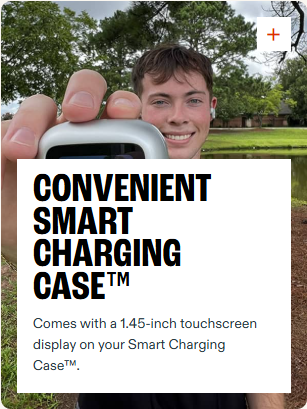 CONVENIENT
SMART
CHARGING
CASE™
Comes with a 1.45-inch touchscreen
display on your Smart Charging
Case™.